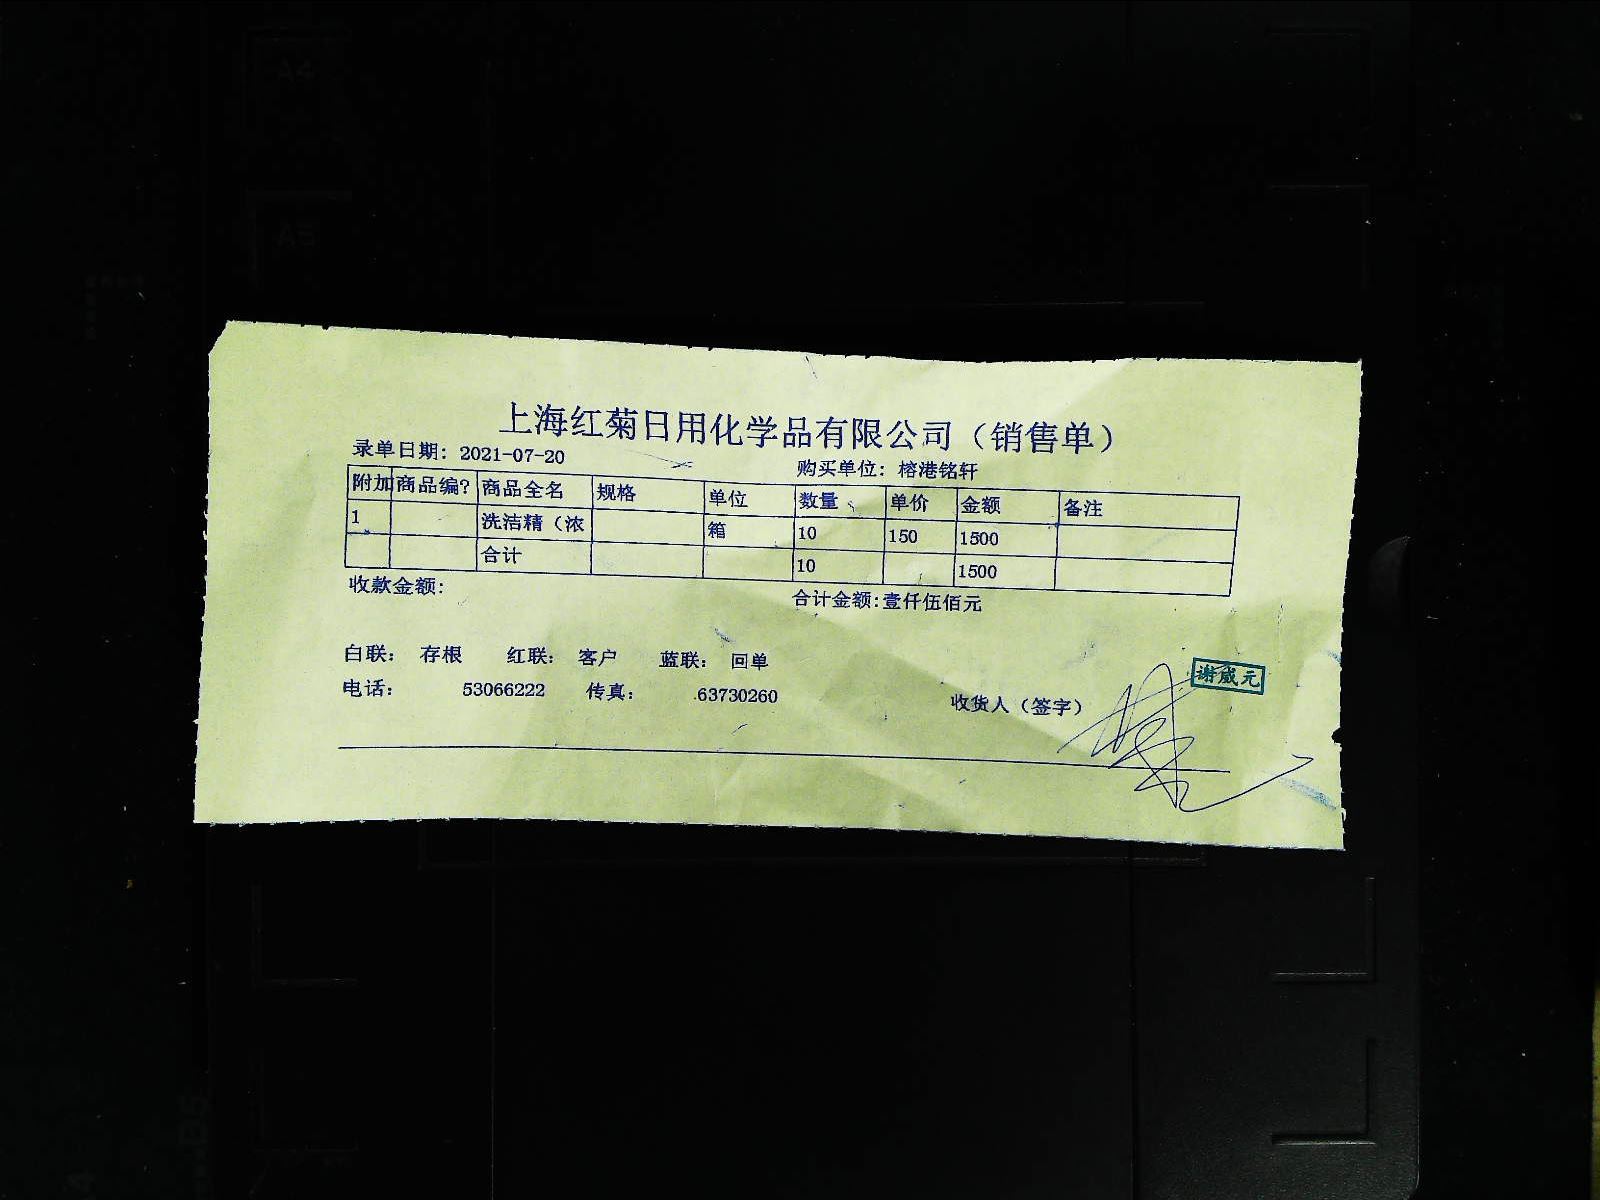 A4
A5
上海红菊日用化学品有限公司（销售单）
录单日期: 2021-07-20 购买单位: 榕港铭轩
附加 商品编? 商品全名 规格 单位 数量 单价 金额 备注
1 洗洁精（浓 箱 10 150 1500
合计 10 1500
收款金额: 合计金额:壹仟伍佰元
白联: 存根 红联: 客户 蓝联: 回单
电话: 53066222 传真: .63730260 收货人（签字）
谢威元
B5